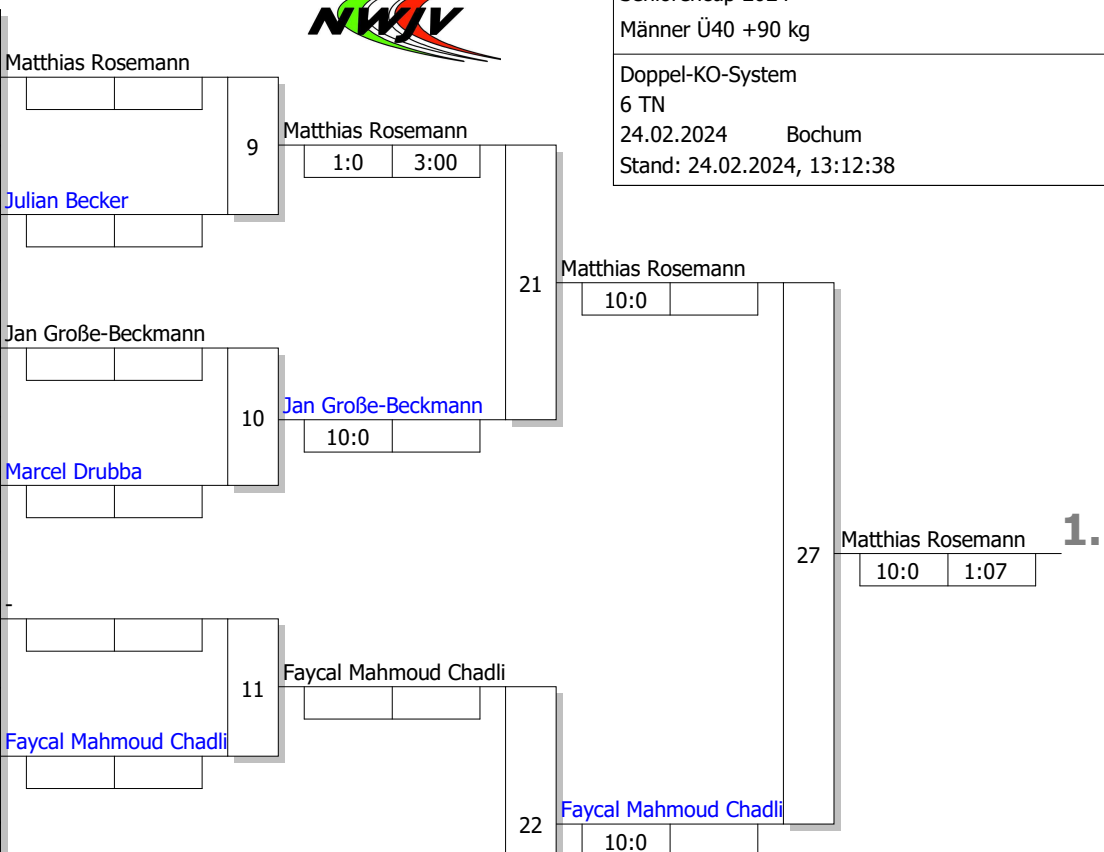 NWJV
Seniorencup 2024
Männer Ü40 +90 kg
Doppel-KO-System
6 TN
24.02.2024 Bochum
Stand: 24.02.2024, 13:12:38
Matthias Rosemann
9
Matthias Rosemann
1:0 3:00
Julian Becker
21
Matthias Rosemann
10:0
Jan Große-Beckmann
10
Jan Große-Beckmann
10:0
Marcel Drubba
27
Matthias Rosemann
1.
10:0 1:07
-
11
Faycal Mahmoud Chadli
Faycal Mahmoud Chadli
22
Faycal Mahmoud Chadli
10:0